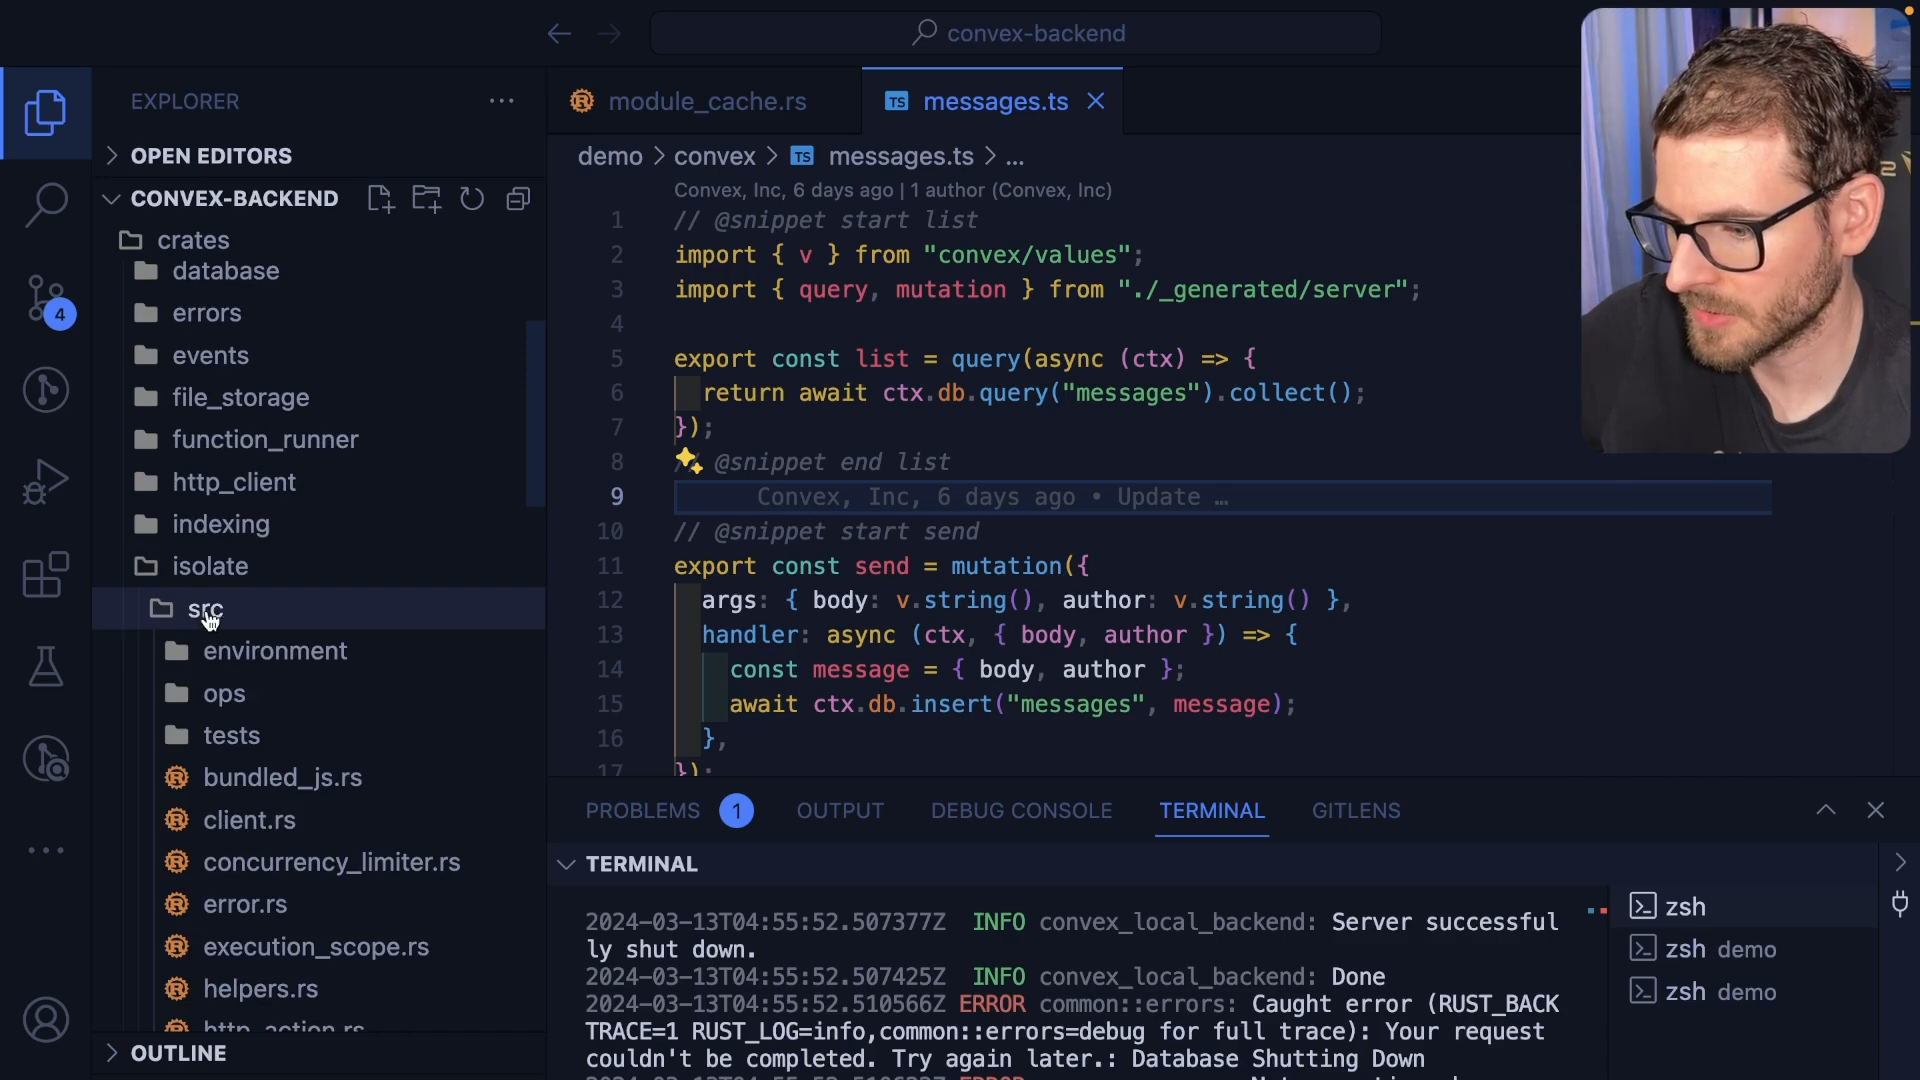 convex-backend
EXPLORER
OPEN EDITORS
CONVEX-BACKEND
crates
database
errors
events
file_storage
function_runner
http_client
indexing
isolate
src
environment
ops
tests
bundled_js.rs
client.rs
concurrency_limiter.rs
error.rs
execution_scope.rs
helpers.rs
http_action.rs
OUTLINE
4
module_cache.rs
TS messages.ts
demo > convex > TS messages.ts > ...
Convex, Inc, 6 days ago | 1 author (Convex, Inc)
1 // @snippet start list
2 import { v } from "convex/values";
3 import { query, mutation } from "./_generated/server";
4
5 export const list = query(async (ctx) => {
6 return await ctx.db.query("messages").collect();
7 });
8 // @snippet end list
9 Convex, Inc, 6 days ago • Update …
10 // @snippet start send
11 export const send = mutation({
12 args: { body: v.string(), author: v.string() },
13 handler: async (ctx, { body, author }) => {
14 const message = { body, author };
15 await ctx.db.insert("messages", message);
16 },
17 });
PROBLEMS 1 OUTPUT DEBUG CONSOLE TERMINAL GITLENS
TERMINAL
2024-03-13T04:55:52.507377Z INFO convex_local_backend: Server successful
ly shut down.
2024-03-13T04:55:52.507425Z INFO convex_local_backend: Done
2024-03-13T04:55:52.510566Z ERROR common::errors: Caught error (RUST_BACK
TRACE=1 RUST_LOG=info,common::errors=debug for full trace): Your request
couldn't be completed. Try again later.: Database Shutting Down
zsh
zsh demo
zsh demo